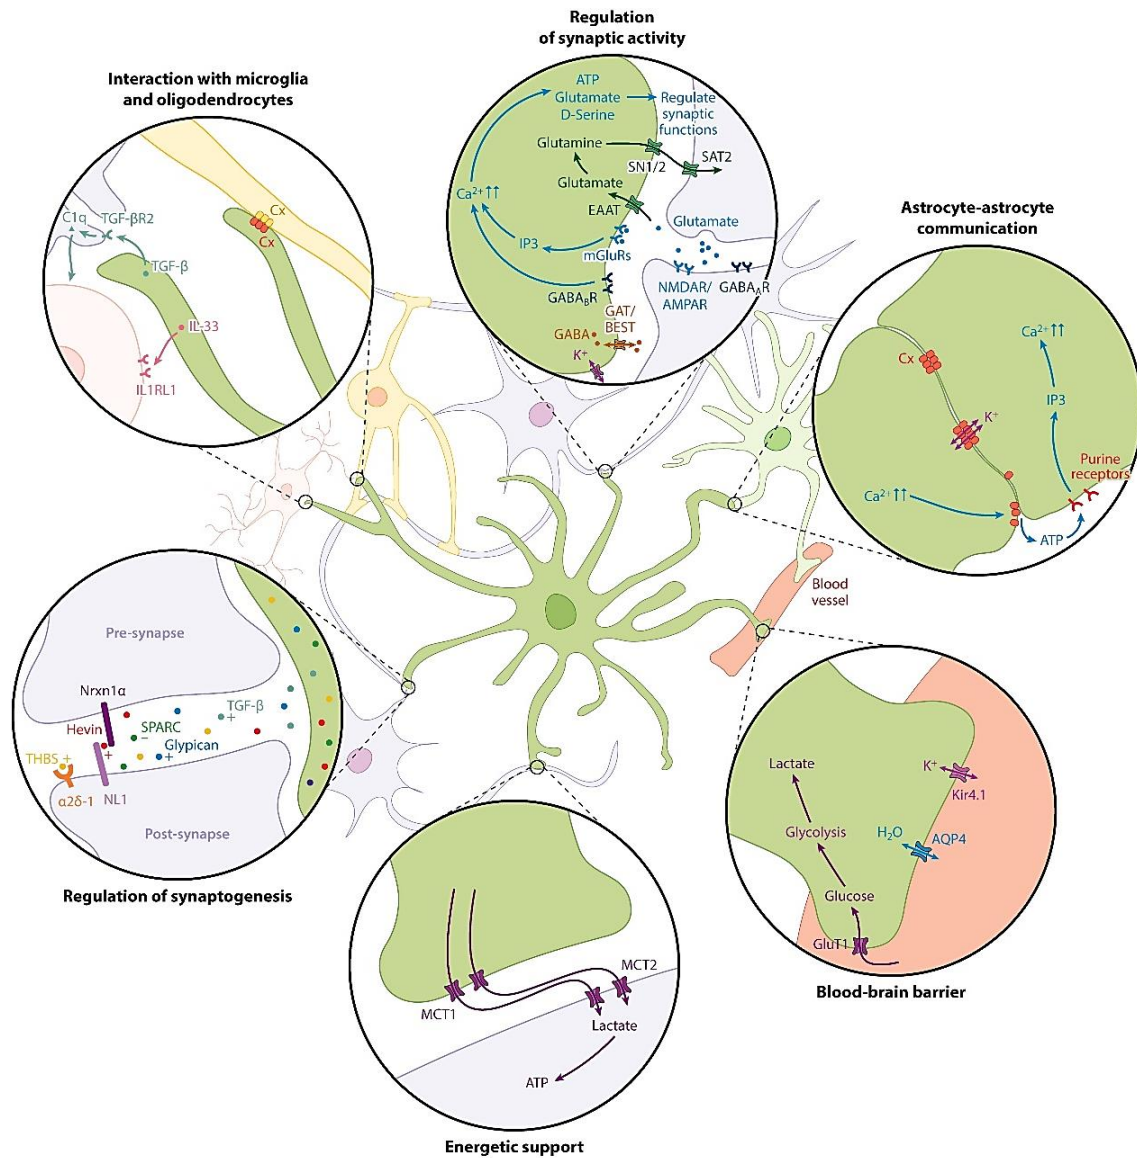 Regulation
of synaptic activity
ATP
Glutamate
D-Serine
Regulate
synaptic
functions
Glutamine
SN1/2
SAT2
Glutamate
EAAT
Ca²⁺↑↑
Glutamate
IP3
mGluRs
GABA_BR
NMDAR/
AMPAR
GABA_AR
GAT/
BEST
GABA
K⁺
Interaction with microglia
and oligodendrocytes
Cx
Cx
C1q
TGF-βR2
TGF-β
IL-33
IL1RL1
Astrocyte-astrocyte
communication
Cx
Ca²⁺↑↑
IP3
K⁺
Purine
receptors
Ca²⁺↑↑
ATP
Blood
vessel
Pre-synapse
Nrxn1α
TGF-β
+
Hevin
SPARC
–
+
Glypican
+
THBS +
α2δ-1
NL1
Post-synapse
Regulation of synaptogenesis
Lactate
K⁺
Kir4.1
Glycolysis
H₂O
AQP4
Glucose
GluT1
Blood-brain barrier
MCT2
MCT1
Lactate
ATP
Energetic support